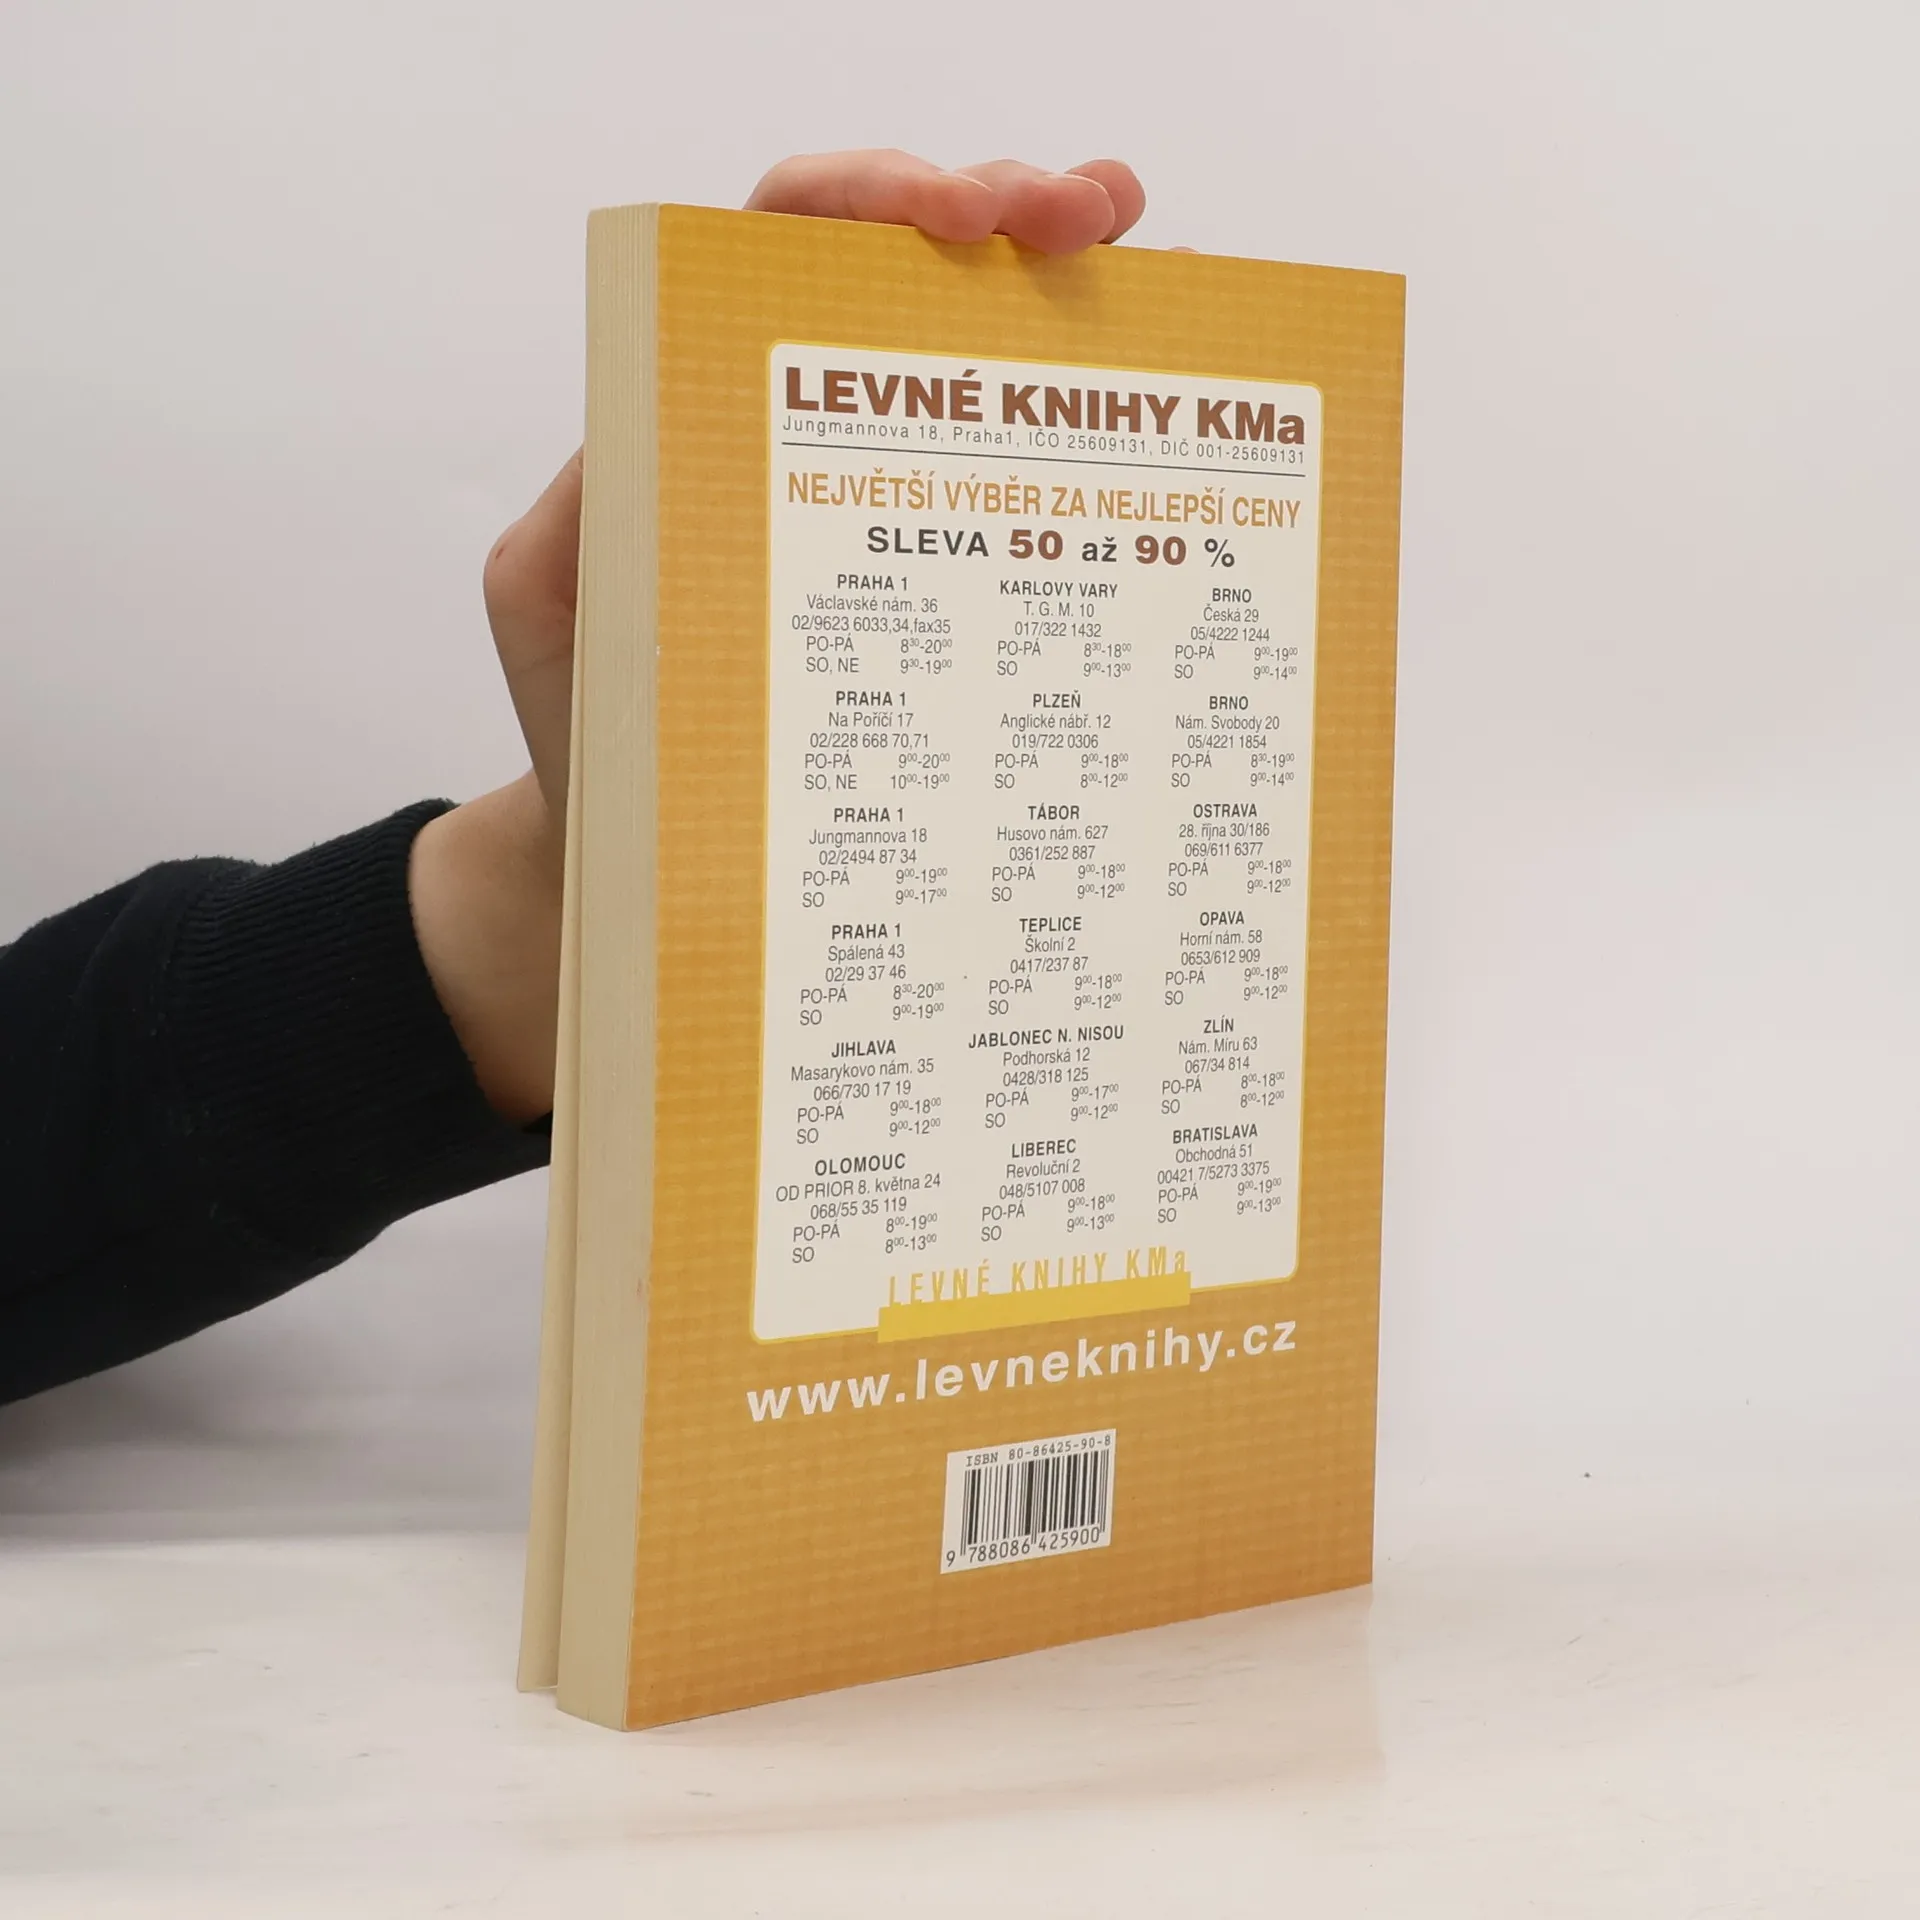 LEVNÉ KNIHY KMa
Jungmannova 18, Praha1, IČO 25609131, DIČ 001-25609131
NEJVĚTŠÍ VÝBĚR ZA NEJLEPŠÍ CENY
SLEVA 50 až 90 %
PRAHA 1
Václavské nám. 36
02/9623 6033,34,fax35
PO-PÁ 8³⁰-20⁰⁰
SO, NE 9³⁰-19⁰⁰
PRAHA 1
Na Poříčí 17
02/228 668 70,71
PO-PÁ 9⁰⁰-20⁰⁰
SO, NE 10⁰⁰-19⁰⁰
PRAHA 1
Jungmannova 18
02/2494 87 34
PO-PÁ 9⁰⁰-19⁰⁰
SO 9⁰⁰-17⁰⁰
PRAHA 1
Spálená 43
02/29 37 46
PO-PÁ 8³⁰-20⁰⁰
SO 9⁰⁰-19⁰⁰
JIHLAVA
Masarykovo nám. 35
066/730 17 19
PO-PÁ 9⁰⁰-18⁰⁰
SO 9⁰⁰-12⁰⁰
OLOMOUC
OD PRIOR 8. května 24
068/55 35 119
PO-PÁ 8⁰⁰-19⁰⁰
SO 8⁰⁰-13⁰⁰
KARLOVY VARY
T. G. M. 10
017/322 1432
PO-PÁ 8³⁰-18⁰⁰
SO 9⁰⁰-13⁰⁰
PLZEŇ
Anglické nábř. 12
019/722 0306
PO-PÁ 9⁰⁰-18⁰⁰
SO 8⁰⁰-12⁰⁰
TÁBOR
Husovo nám. 627
0361/252 887
PO-PÁ 9⁰⁰-18⁰⁰
SO 9⁰⁰-12⁰⁰
TEPLICE
Školní 2
0417/237 87
PO-PÁ 9⁰⁰-18⁰⁰
SO 9⁰⁰-12⁰⁰
JABLONEC N. NISOU
Podhorská 12
0428/318 125
PO-PÁ 9⁰⁰-17⁰⁰
SO 9⁰⁰-12⁰⁰
LIBEREC
Revoluční 2
048/5107 008
PO-PÁ 9⁰⁰-18⁰⁰
SO 9⁰⁰-13⁰⁰
BRNO
Česká 29
05/4222 1244
PO-PÁ 9⁰⁰-19⁰⁰
SO 9⁰⁰-14⁰⁰
BRNO
Nám. Svobody 20
05/4221 1854
PO-PÁ 8³⁰-19⁰⁰
SO 9⁰⁰-14⁰⁰
OSTRAVA
28. října 30/186
069/611 6377
PO-PÁ 9⁰⁰-18⁰⁰
SO 9⁰⁰-12⁰⁰
OPAVA
Horní nám. 58
0653/612 909
PO-PÁ 9⁰⁰-18⁰⁰
SO 9⁰⁰-12⁰⁰
ZLÍN
Nám. Míru 63
067/34 814
PO-PÁ 8⁰⁰-18⁰⁰
SO 8⁰⁰-12⁰⁰
BRATISLAVA
Obchodná 51
00421 7/5273 3375
PO-PÁ 9⁰⁰-19⁰⁰
SO 9⁰⁰-13⁰⁰
LEVNÉ KNIHY KMa
www.levneknihy.cz
ISBN 80-86425-90-8
9 788086 425900